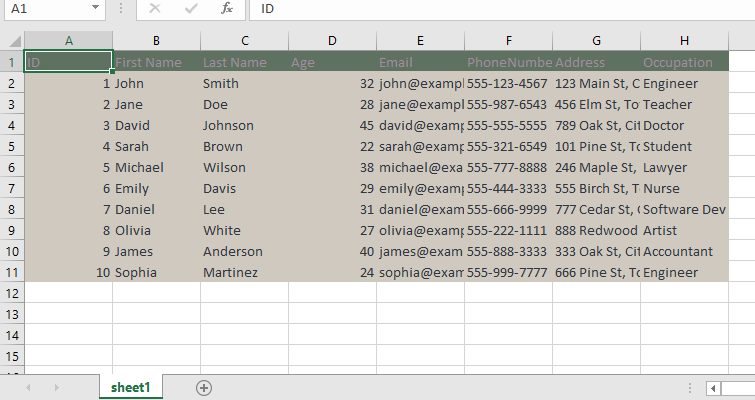 A1 fx ID
A B C D E F G H
1 ID First Name Last Name Age Email PhoneNumbe Address Occupation
2 1 John Smith 32 john@exampl 555-123-4567 123 Main St, C Engineer
3 2 Jane Doe 28 jane@exampl 555-987-6543 456 Elm St, To Teacher
4 3 David Johnson 45 david@examp 555-555-5555 789 Oak St, Cit Doctor
5 4 Sarah Brown 22 sarah@examp 555-321-6549 101 Pine St, To Student
6 5 Michael Wilson 38 michael@exa 555-777-8888 246 Maple St, Lawyer
7 6 Emily Davis 29 emily@examp 555-444-3333 555 Birch St, T Nurse
8 7 Daniel Lee 31 daniel@exam 555-666-9999 777 Cedar St, C Software Dev
9 8 Olivia White 27 olivia@examp 555-222-1111 888 Redwood Artist
10 9 James Anderson 40 james@exam 555-888-3333 333 Oak St, Cit Accountant
11 10 Sophia Martinez 24 sophia@exam 555-999-7777 666 Pine St, To Engineer
12
13
14
15
sheet1